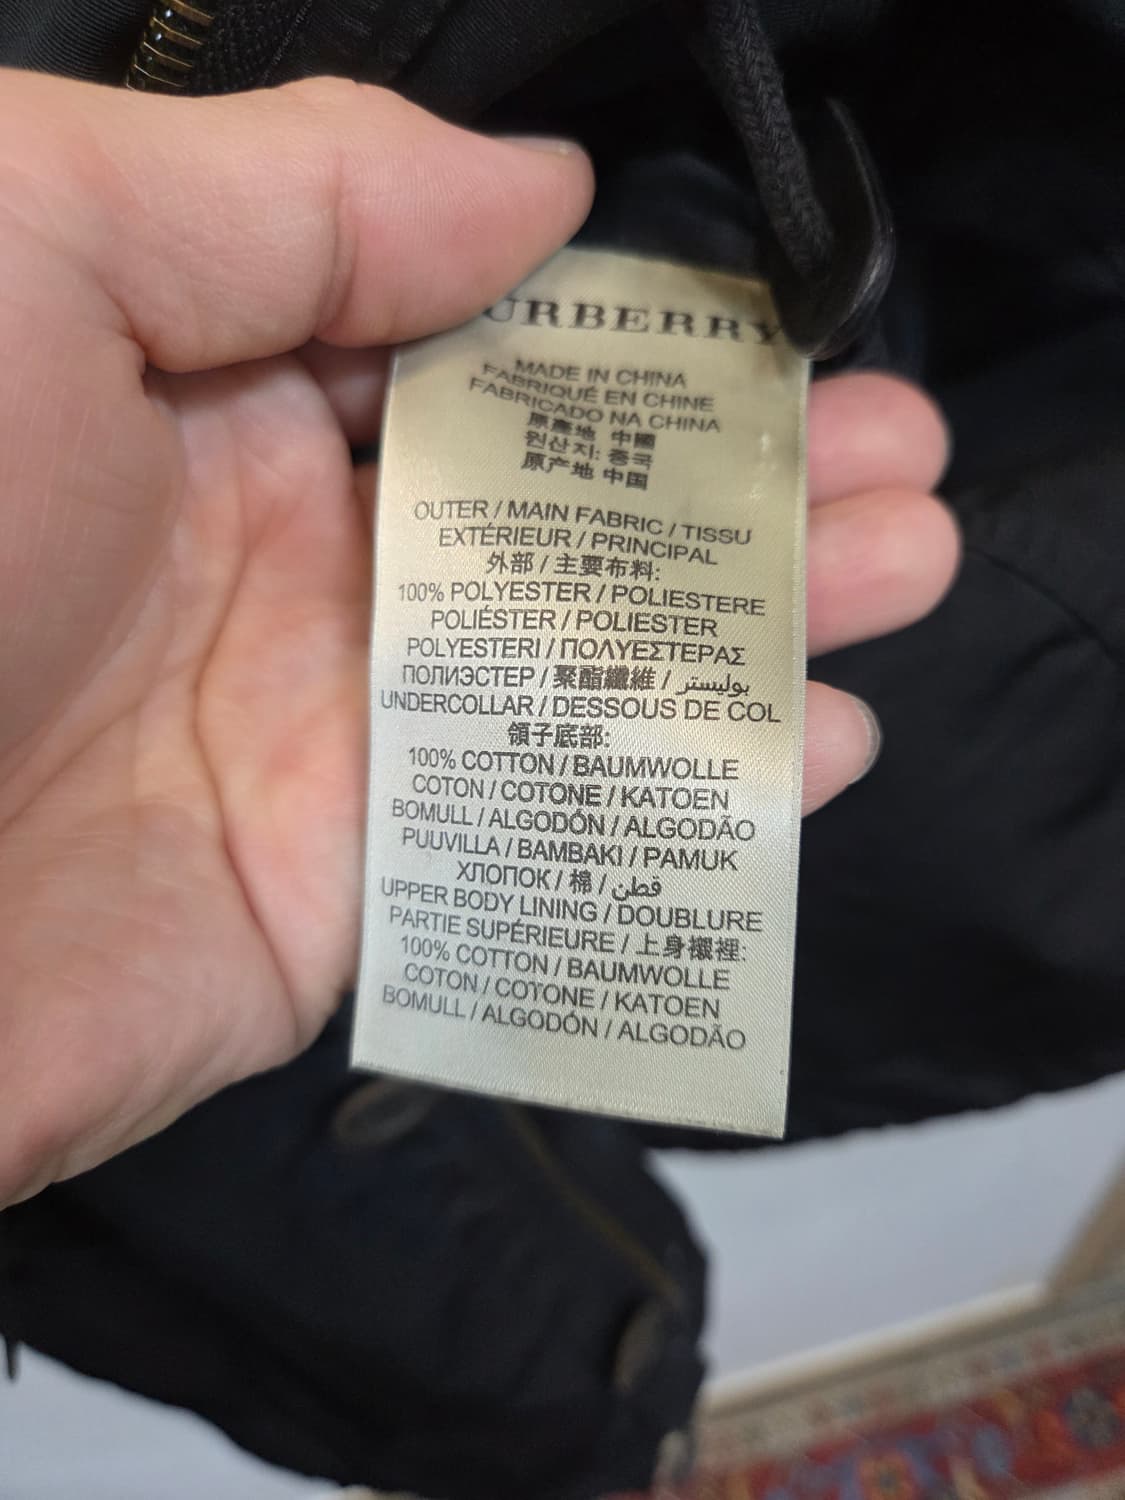 URBERRY
MADE IN CHINA
FABRIQUÉ EN CHINE
FABRICADO NA CHINA
原產地 中國
원산지: 중국
原产地 中国
OUTER / MAIN FABRIC / TISSU
EXTÉRIEUR / PRINCIPAL
外部 / 主要布料:
100% POLYESTER / POLIESTERE
POLIÉSTER / POLIESTER
POLYESTERI / ΠΟΛΥΕΣΤΕΡΑΣ
ПОЛИЭСТЕР / 聚酯纖維 / بوليستر
UNDERCOLLAR / DESSOUS DE COL
領子底部:
100% COTTON / BAUMWOLLE
COTON / COTONE / KATOEN
BOMULL / ALGODÓN / ALGODÃO
PUUVILLA / BAMBAKI / PAMUK
ХЛОПОК / 棉 / قطن
UPPER BODY LINING / DOUBLURE
PARTIE SUPÉRIEURE / 上身襯裡:
100% COTTON / BAUMWOLLE
COTON / COTONE / KATOEN
BOMULL / ALGODÓN / ALGODÃO